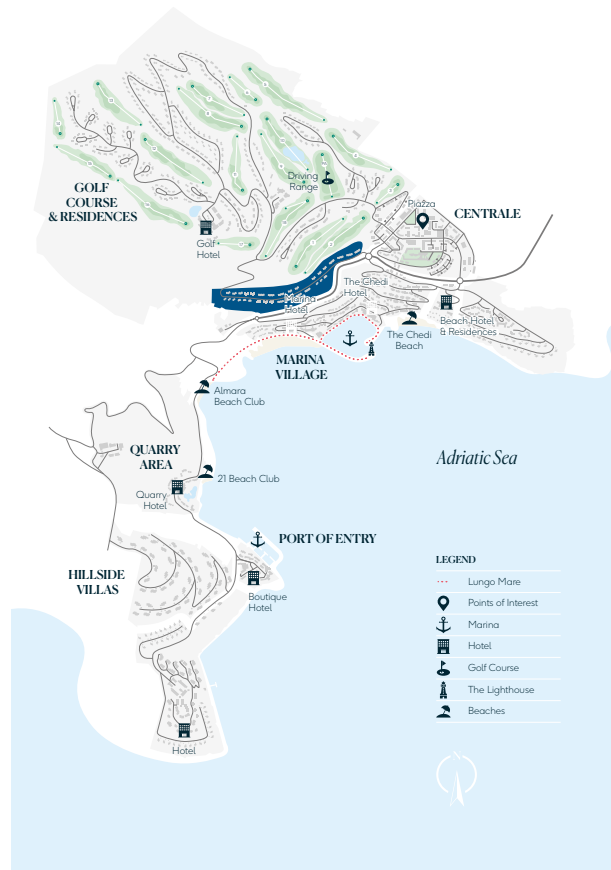 Driving
Range
GOLF
COURSE
& RESIDENCES
Piazza
CENTRALE
Golf
Hotel
The Chedi
Hotel
Marina
Hotel
Beach Hotel
& Residences
The Chedi
Beach
MARINA
VILLAGE
Almara
Beach Club
QUARRY
AREA
Adriatic Sea
21 Beach Club
Quarry
Hotel
PORT OF ENTRY
HILLSIDE
VILLAS
Boutique
Hotel
Hotel
LEGEND
Lungo Mare
Points of Interest
Marina
Hotel
Golf Course
The Lighthouse
Beaches